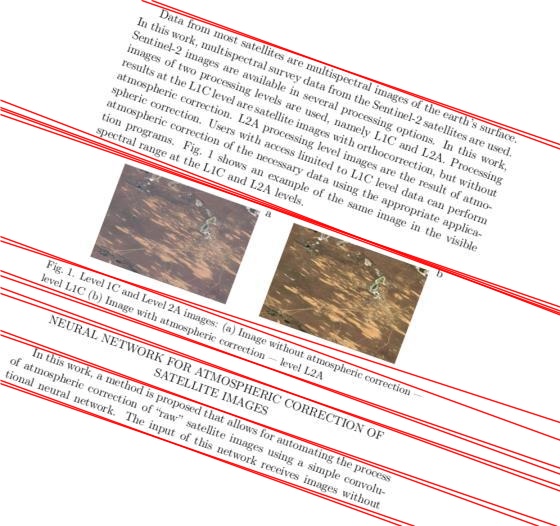 Data from most satellites are multispectral images of the earth's surface.
In this work, multispectral survey data from the Sentinel-2 satellites are used.
Sentinel-2 images are available in several processing options. In this work,
images of two processing levels are used, namely L1C and L2A. Processing
results at the L1C level are satellite images with orthocorrection, but without
atmospheric correction. L2A processing level images are the result of atmo-
spheric correction. Users with access limited to L1C level data can perform
atmospheric correction of the necessary data using the appropriate applica-
tion programs. Fig. 1 shows an example of the same image in the visible
spectral range at the L1C and L2A levels.
a
b
Fig. 1. Level 1C and Level 2A images: (a) Image without atmospheric correction —
level L1C (b) Image with atmospheric correction — level L2A
NEURAL NETWORK FOR ATMOSPHERIC CORRECTION OF
SATELLITE IMAGES
In this work, a method is proposed that allows for automating the process
of atmospheric correction of "raw" satellite images using a simple convolu-
tional neural network. The input of this network receives images without